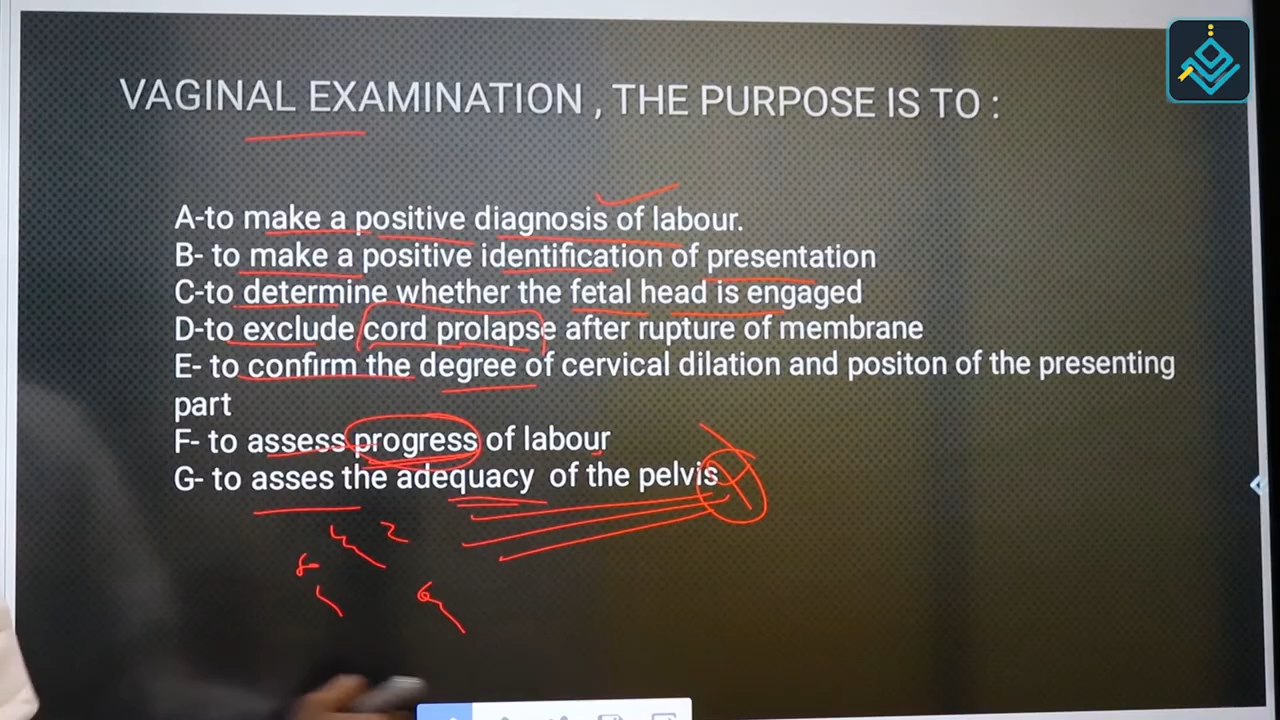 VAGINAL EXAMINATION , THE PURPOSE IS TO :
A-to make a positive diagnosis of labour.
B- to make a positive identification of presentation
C-to determine whether the fetal head is engaged
D-to exclude cord prolapse after rupture of membrane
E- to confirm the degree of cervical dilation and positon of the presenting
part
F- to assess progress of labour
G- to asses the adequacy of the pelvis